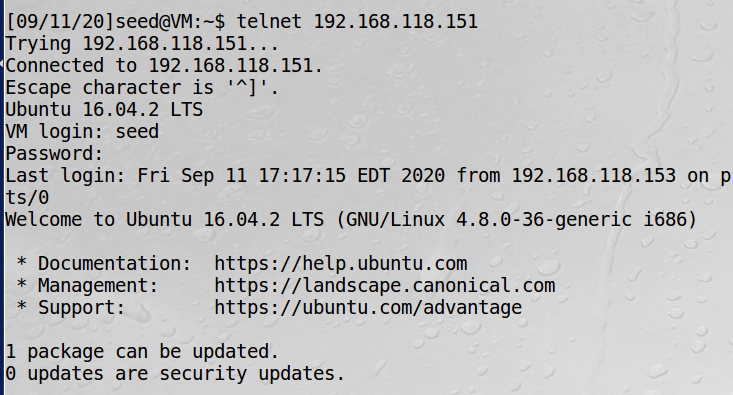 [09/11/20]seed@VM:~$ telnet 192.168.118.151
Trying 192.168.118.151...
Connected to 192.168.118.151.
Escape character is '^]'.
Ubuntu 16.04.2 LTS
VM login: seed
Password:
Last login: Fri Sep 11 17:17:15 EDT 2020 from 192.168.118.153 on p
ts/0
Welcome to Ubuntu 16.04.2 LTS (GNU/Linux 4.8.0-36-generic i686)

 * Documentation:  https://help.ubuntu.com
 * Management:     https://landscape.canonical.com
 * Support:        https://ubuntu.com/advantage

1 package can be updated.
0 updates are security updates.